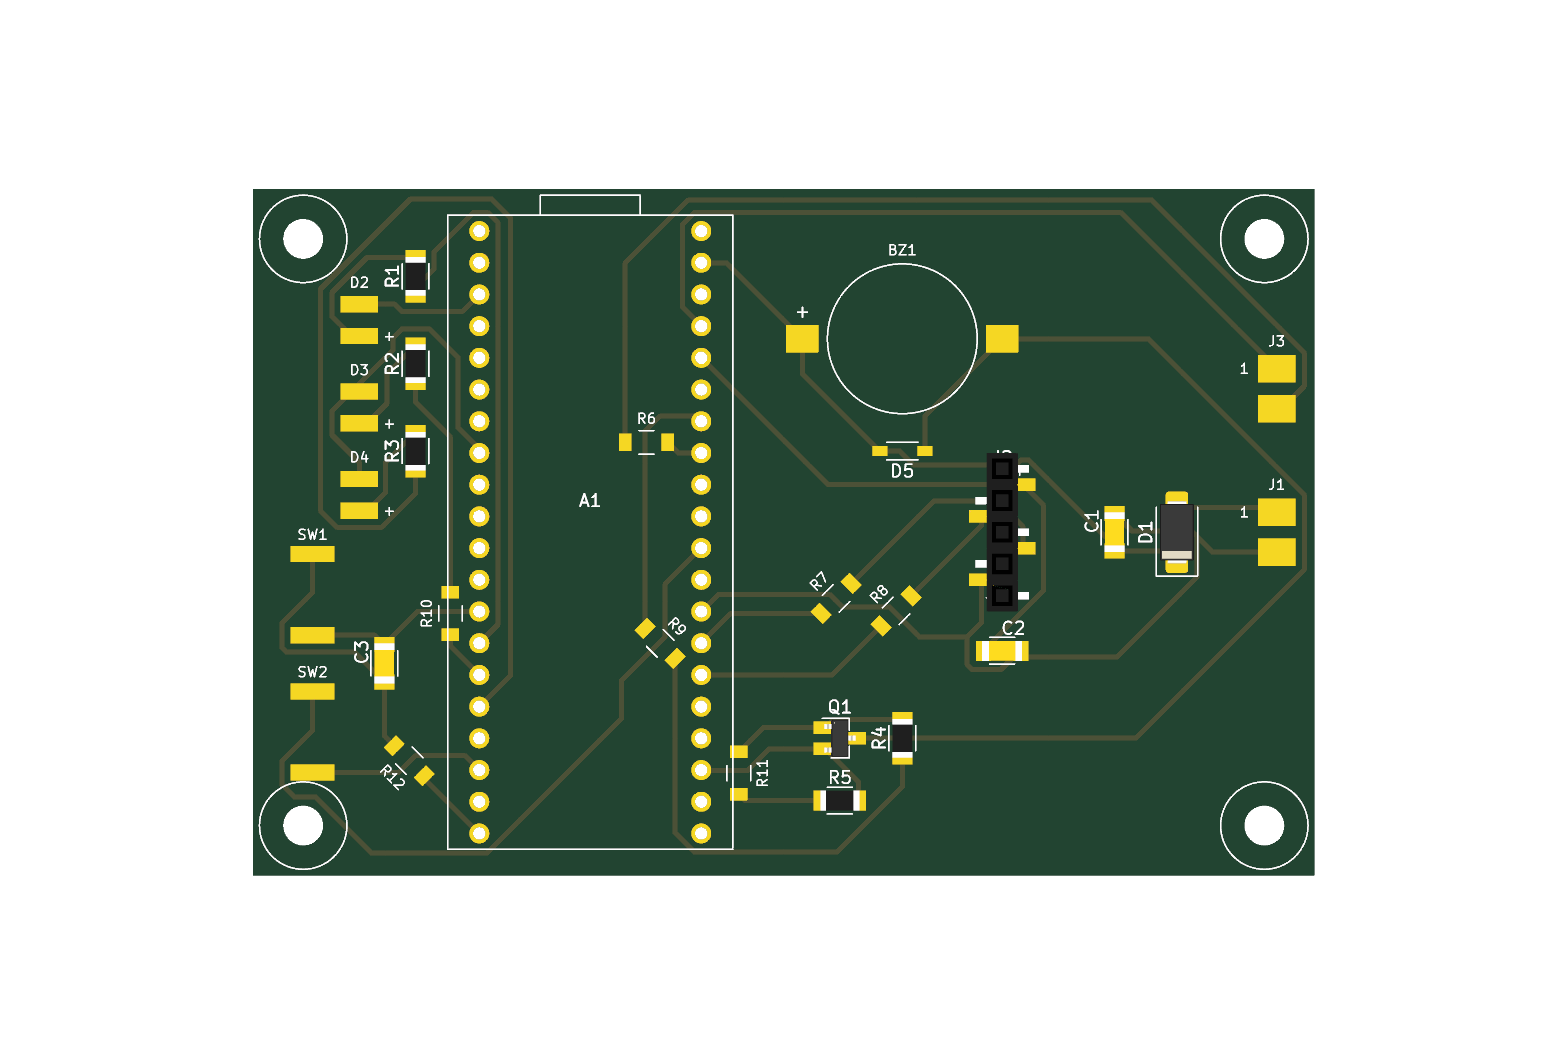 BZ1
R1
D2
+
+
J3
R2
1
D3
+
R6
R3
D4
D5
J1
A1
+
1
C1
D1
SW1
R7
R8
R10
R9
C2
C3
SW2
Q1
R4
R12
R11
R5